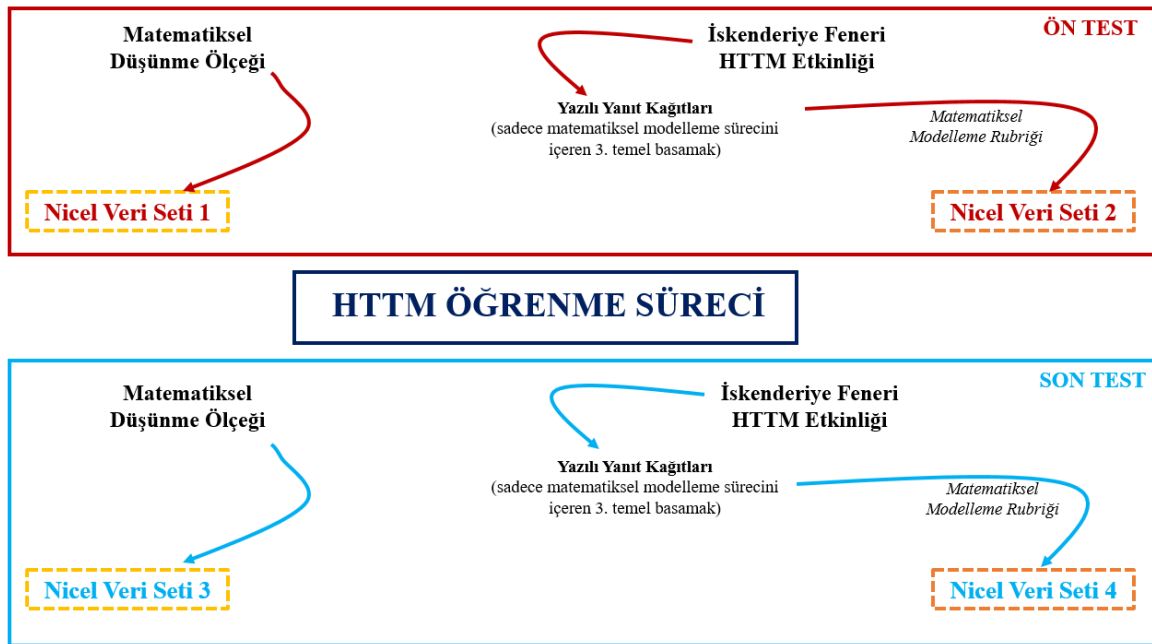 ÖN TEST
Matematiksel
Düşünme Ölçeği
İskenderiye Feneri
HTTM Etkinliği
Yazılı Yanıt Kağıtları
(sadece matematiksel modelleme sürecini
içeren 3. temel basamak)
Matematiksel
Modelleme Rubriği
Nicel Veri Seti 1
Nicel Veri Seti 2
HTTM ÖĞRENME SÜRECİ
SON TEST
Matematiksel
Düşünme Ölçeği
İskenderiye Feneri
HTTM Etkinliği
Yazılı Yanıt Kağıtları
(sadece matematiksel modelleme sürecini
içeren 3. temel basamak)
Matematiksel
Modelleme Rubriği
Nicel Veri Seti 3
Nicel Veri Seti 4